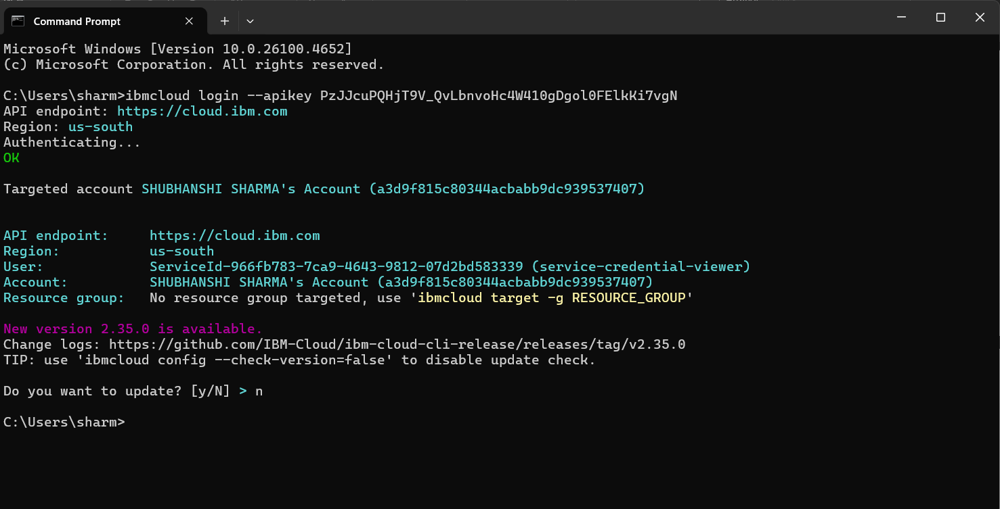 Command Prompt
Microsoft Windows [Version 10.0.26100.4652]
(c) Microsoft Corporation. All rights reserved.
C:\Users\sharm>ibmcloud login --apikey PzJJcuPQHjT9V_QvLbnvoHc4W410gDgol0FElkKi7vgN
API endpoint: https://cloud.ibm.com
Region: us-south
Authenticating...
OK
Targeted account SHUBHANSHI SHARMA's Account (a3d9f815c80344acbabb9dc939537407)
API endpoint: https://cloud.ibm.com
Region: us-south
User: ServiceId-966fb783-7ca9-4643-9812-07d2bd583339 (service-credential-viewer)
Account: SHUBHANSHI SHARMA's Account (a3d9f815c80344acbabb9dc939537407)
Resource group: No resource group targeted, use 'ibmcloud target -g RESOURCE_GROUP'
New version 2.35.0 is available.
Change logs: https://github.com/IBM-Cloud/ibm-cloud-cli-release/releases/tag/v2.35.0
TIP: use 'ibmcloud config --check-version=false' to disable update check.
Do you want to update? [y/N] > n
C:\Users\sharm>